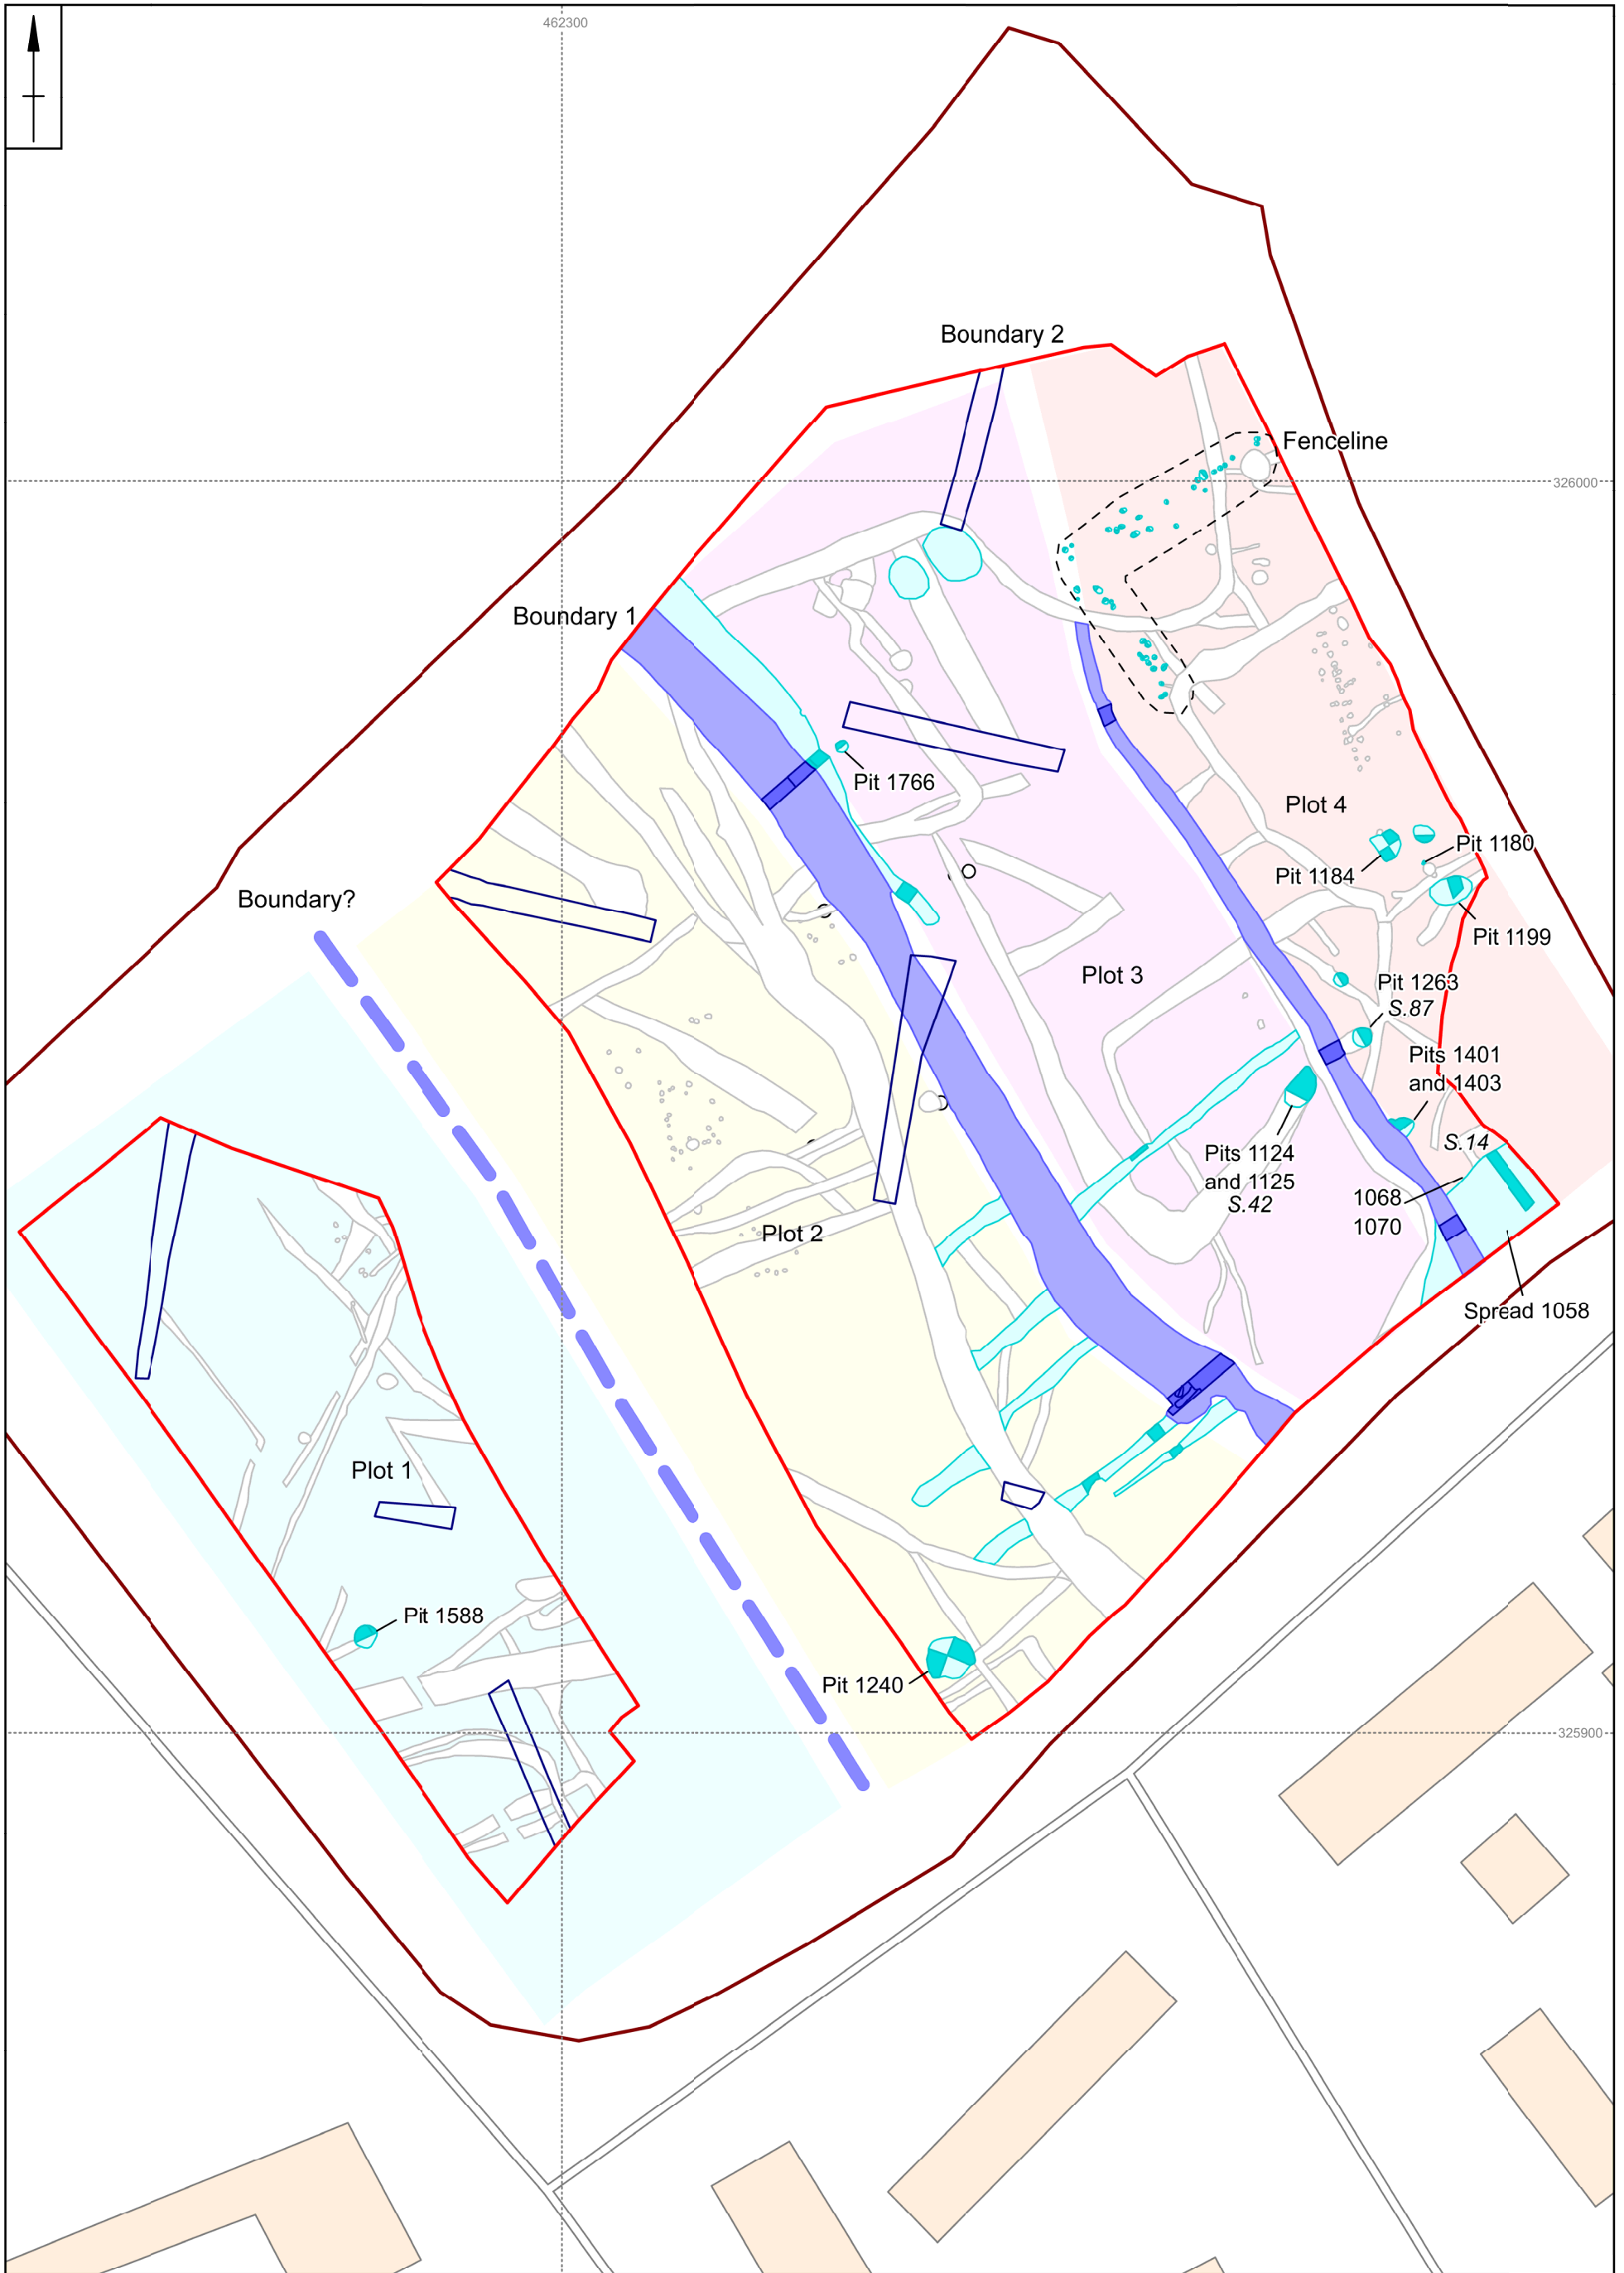 462300
Boundary 2
Fenceline
326000
Boundary 1
Pit 1766
Plot 4
Pit 1180
Pit 1184
Boundary?
Pit 1199
Plot 3
Pit 1263
S.87
Pits 1401
and 1403
S.14
Pits 1124
and 1125
S.42
1068
1070
Plot 2
Spread 1058
Plot 1
Pit 1588
Pit 1240
325900